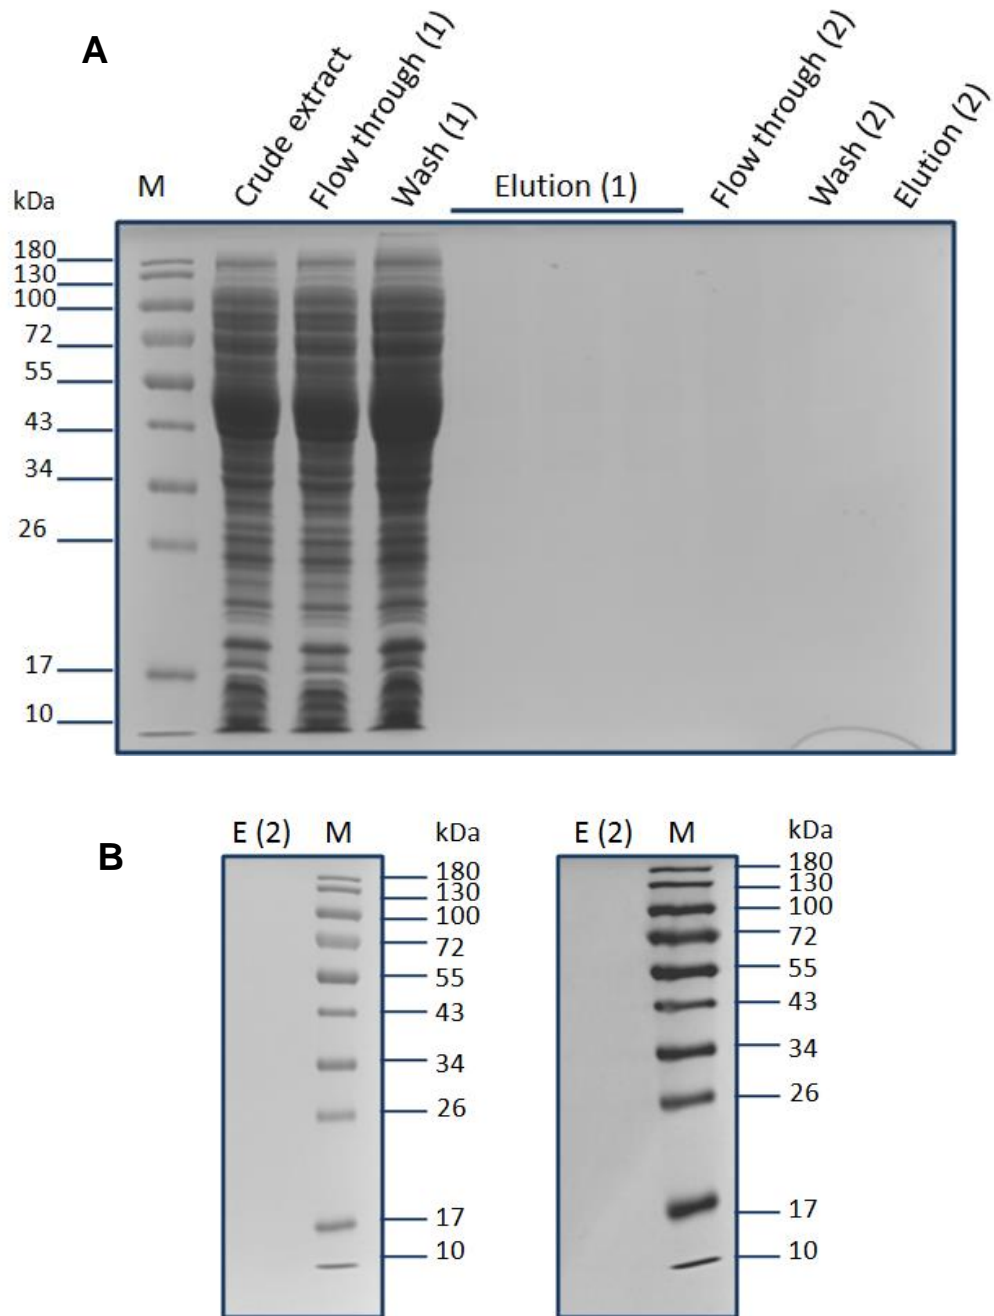 A
kDa
M
Crude extract
Flow through (1)
Wash (1)
Elution (1)
Flow through (2)
Wash (2)
Elution (2)
180
130
100
72
55
43
34
26
17
10
B
E (2) M kDa
180
130
100
72
55
43
34
26
17
10
E (2) M kDa
180
130
100
72
55
43
34
26
17
10